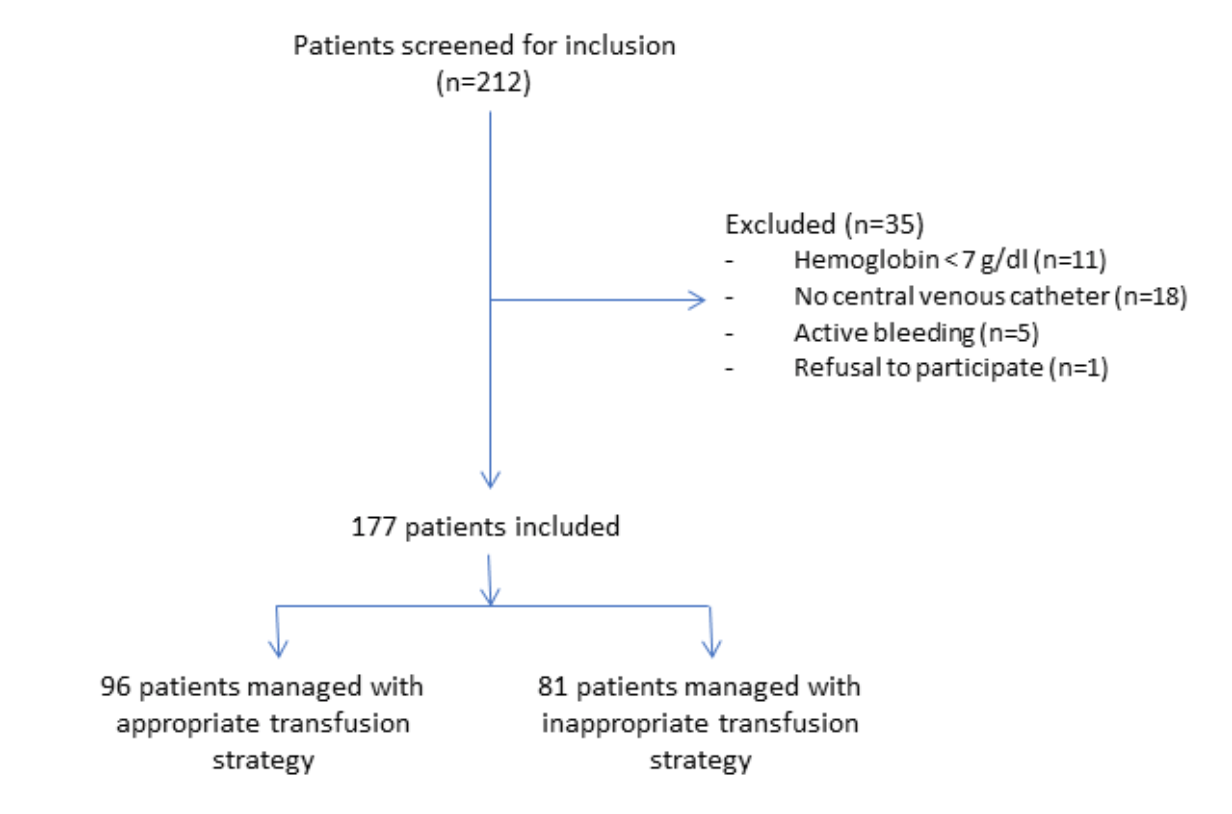 Patients screened for inclusion
(n=212)
Excluded (n=35)
- Hemoglobin < 7 g/dl (n=11)
- No central venous catheter (n=18)
- Active bleeding (n=5)
- Refusal to participate (n=1)
177 patients included
96 patients managed with
appropriate transfusion
strategy
81 patients managed with
inappropriate transfusion
strategy